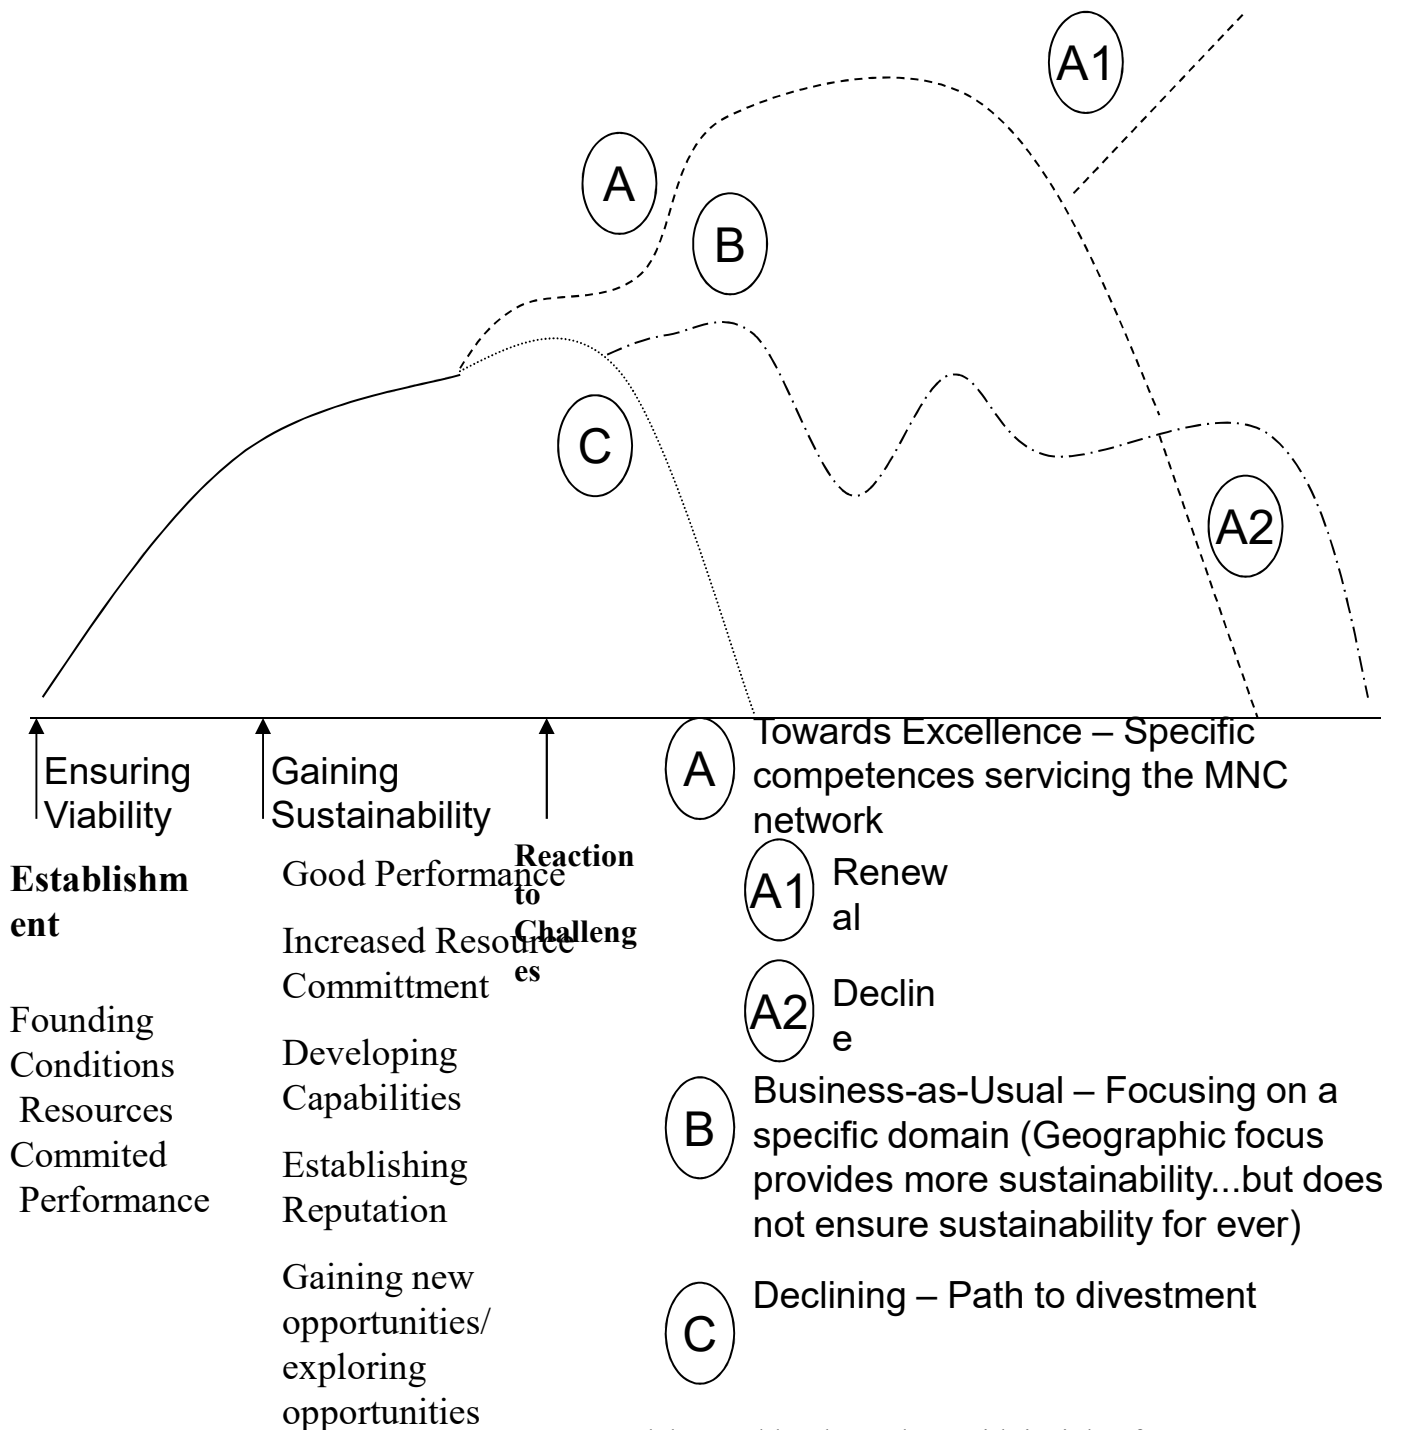 A1
A
B
C
A2
Ensuring
Viability
Gaining
Sustainability
Establishm
ent
Founding
Conditions
Resources
Commited
Performance
Good Performance
Increased Resource
Committment
Developing
Capabilities
Establishing
Reputation
Gaining new
opportunities/
exploring
opportunities
Reaction
to
Challeng
es
A
Towards Excellence – Specific
competences servicing the MNC
network
A1
Renew
al
A2
Declin
e
B
Business-as-Usual – Focusing on a
specific domain (Geographic focus
provides more sustainability...but does
not ensure sustainability for ever)
C
Declining – Path to divestment